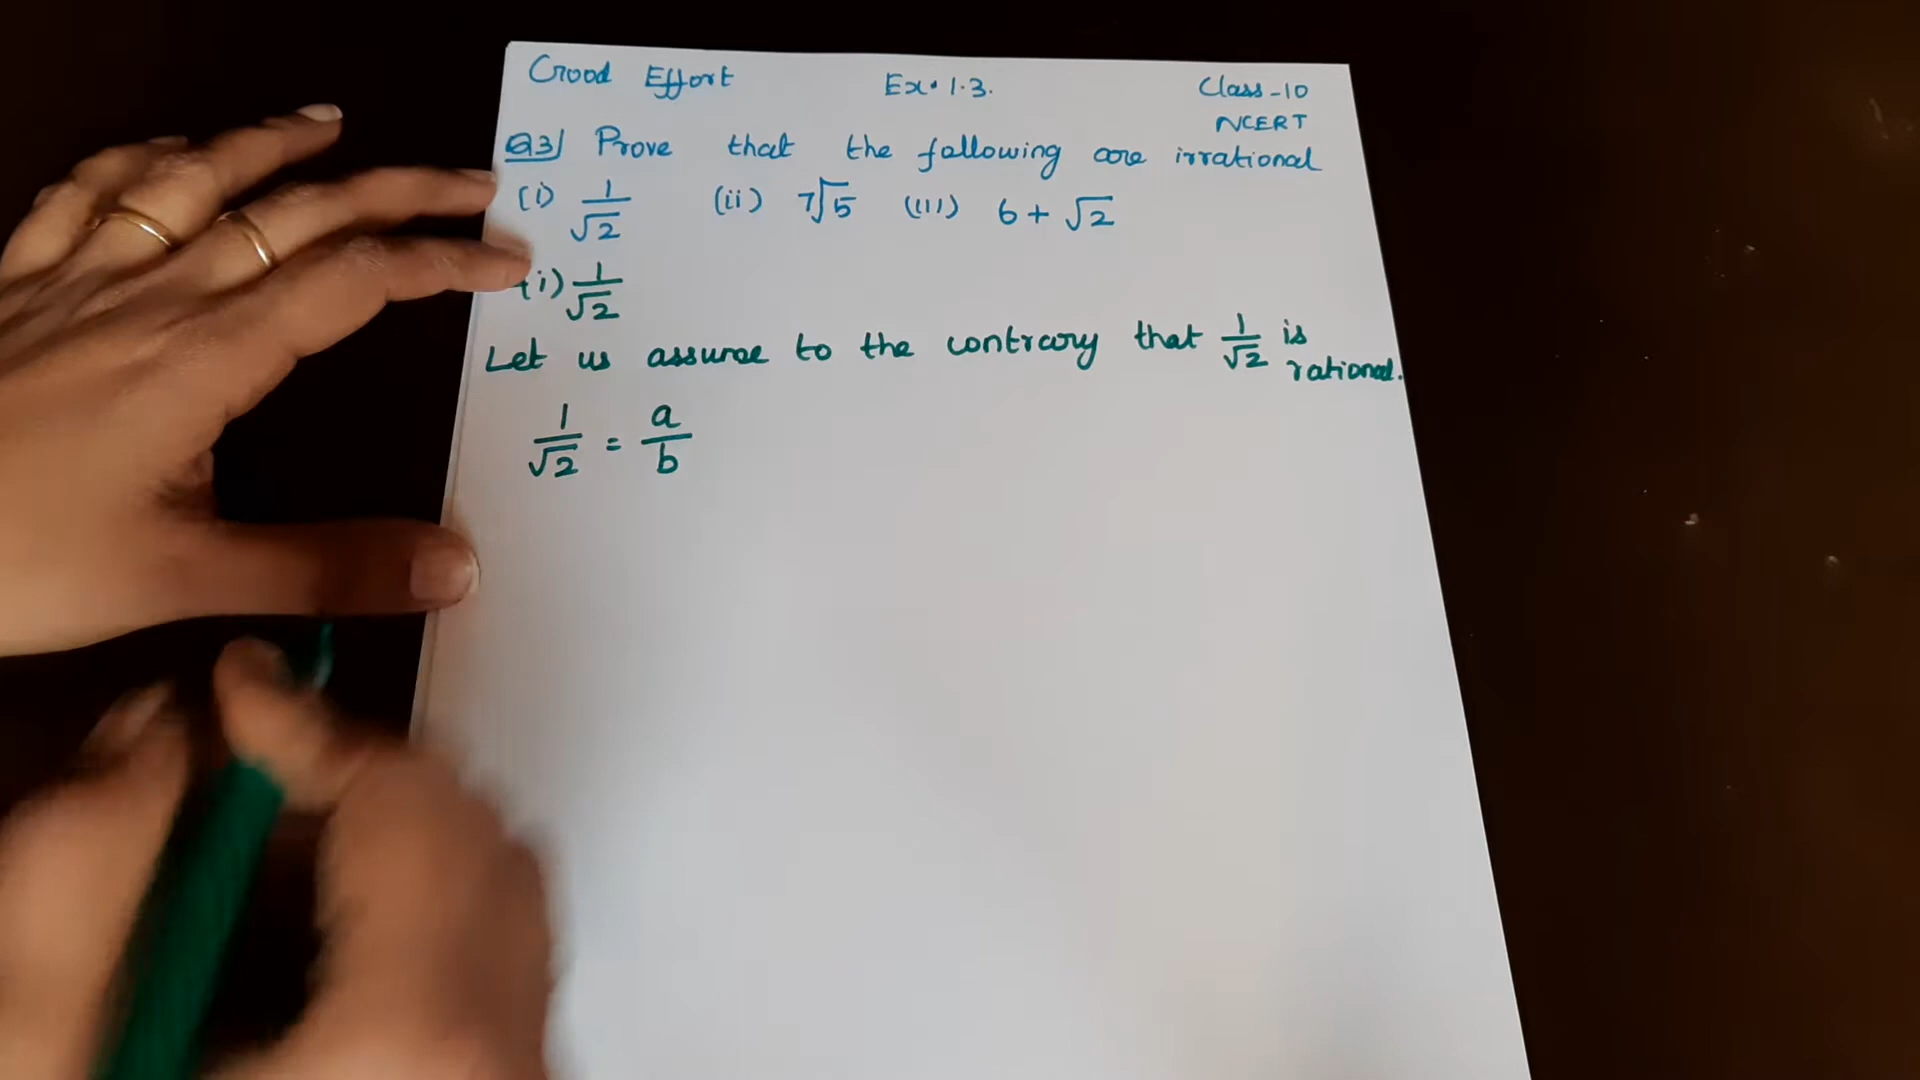 Good Effort Ex. 1.3. Class-10
NCERT
Q3) Prove that the following are irrational
(i) 1/√2 (ii) 7√5 (iii) 6 + √2
(i) 1/√2
Let us assume to the contrary that 1/√2 is
rational.
1/√2 = a/b